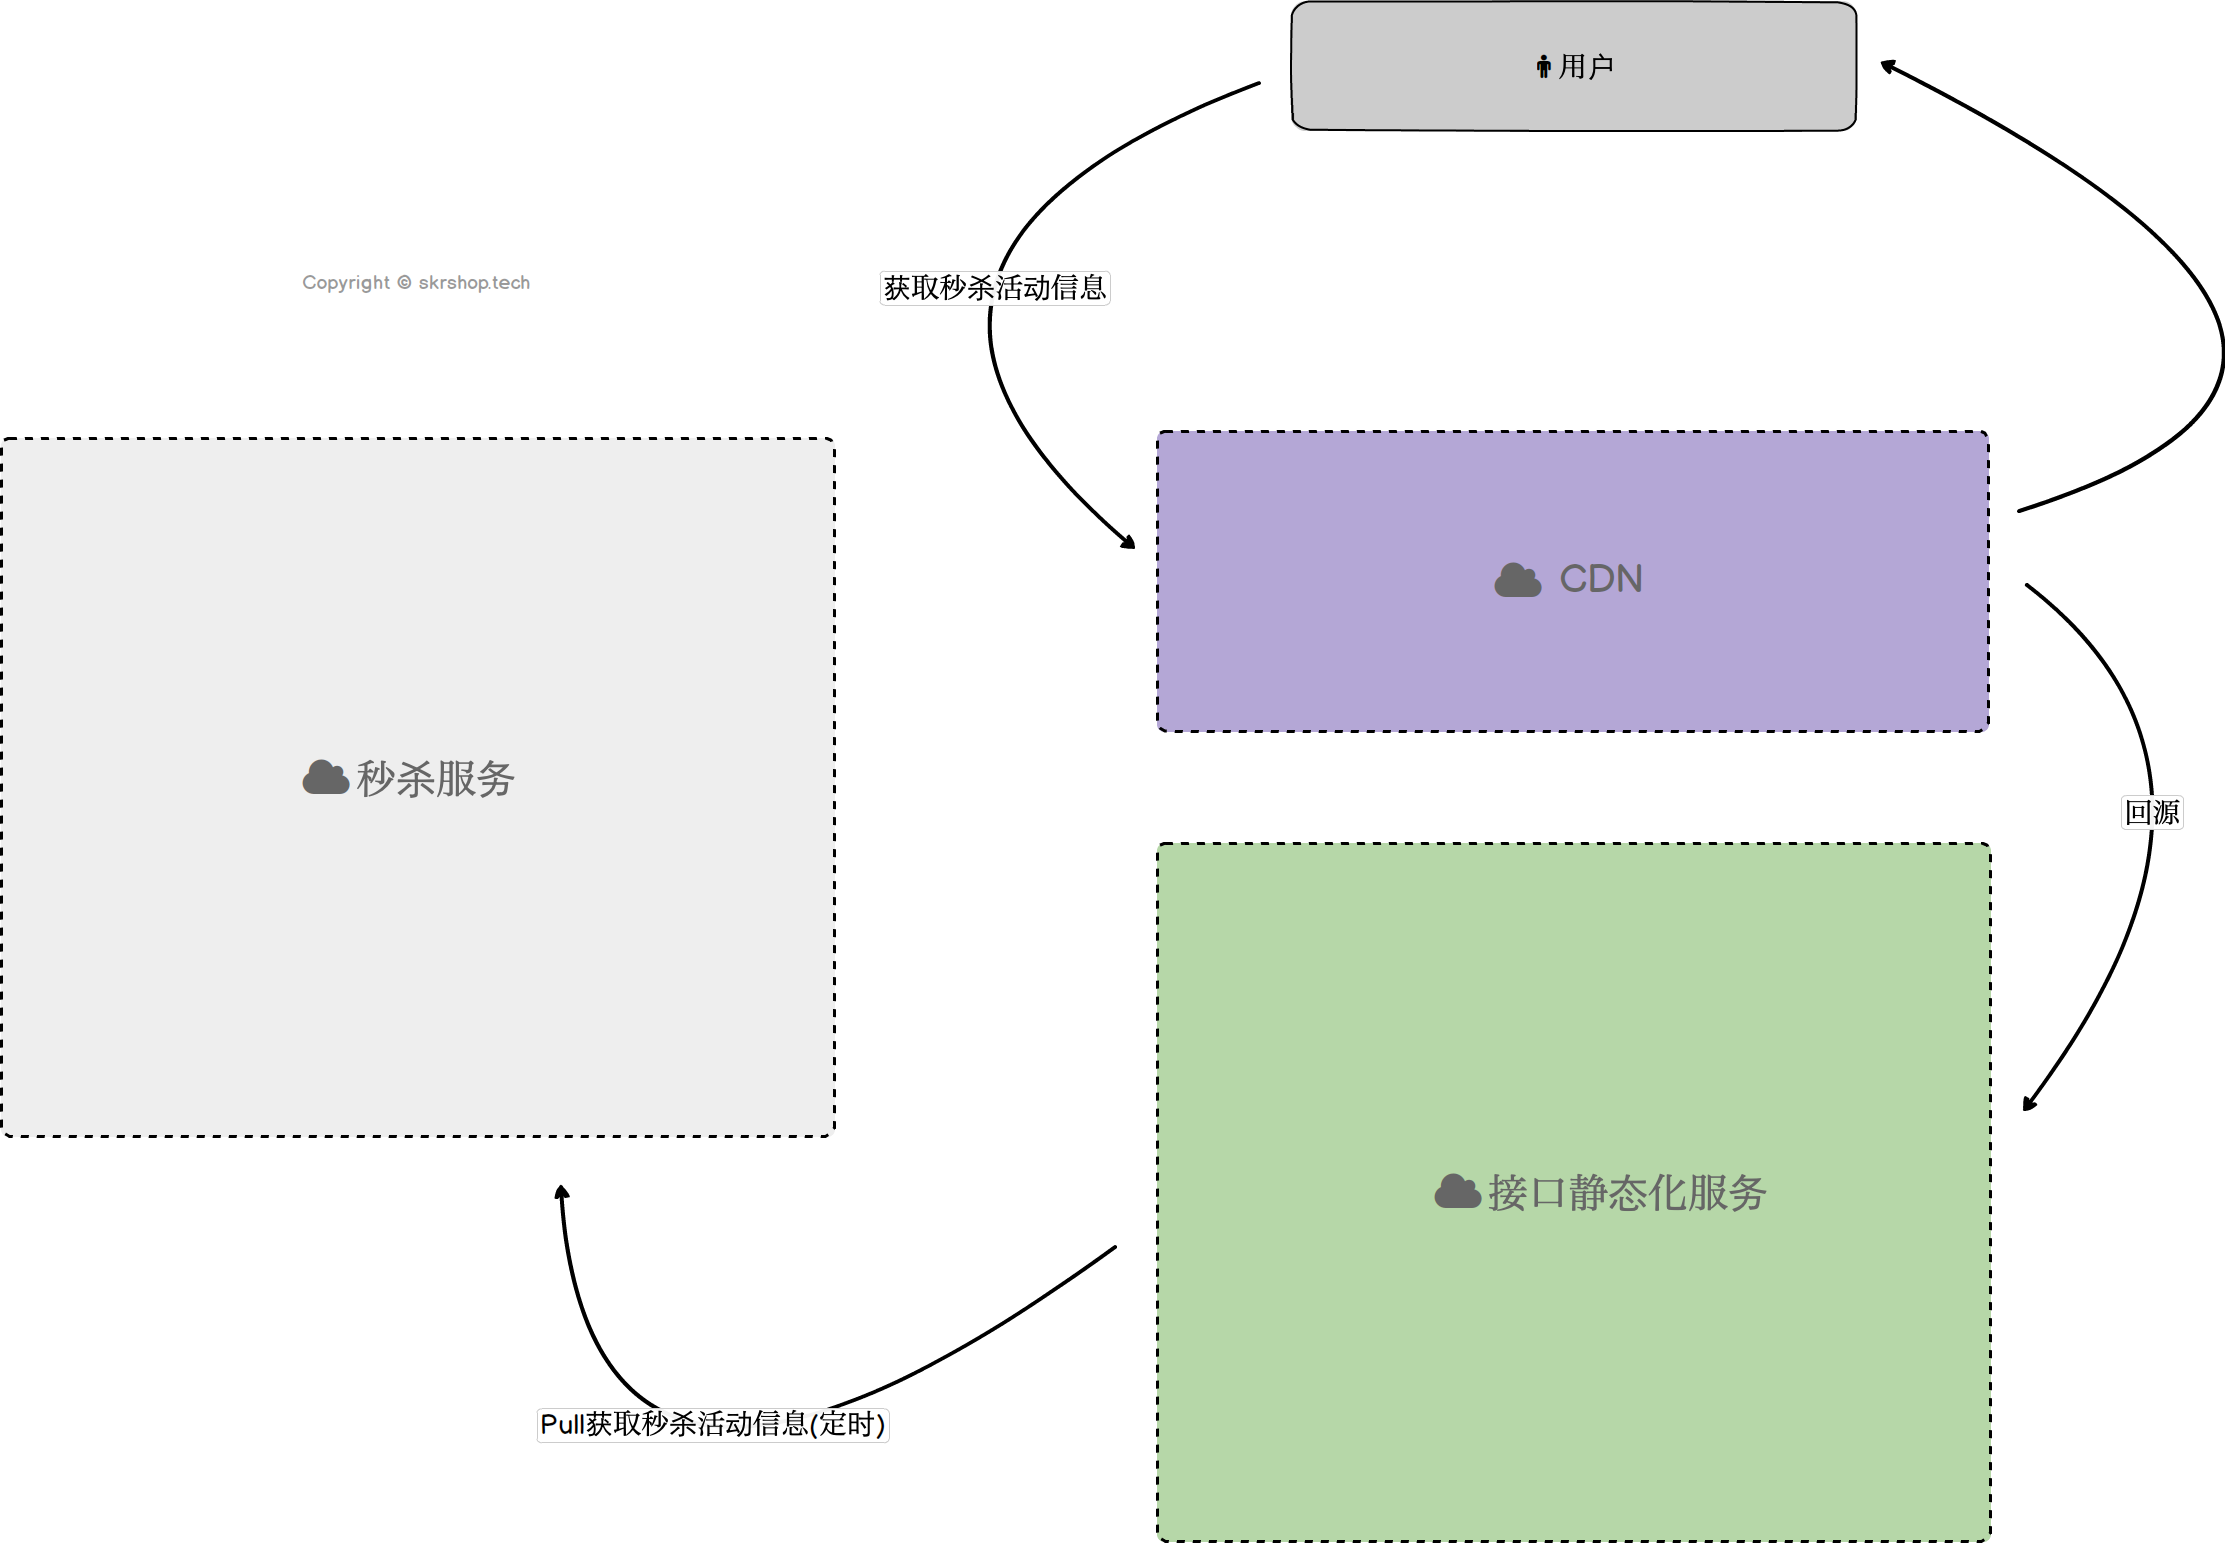 用户
Copyright © skrshop.tech
获取秒杀活动信息
CDN
秒杀服务
回源
接口静态化服务
Pull获取秒杀活动信息(定时)